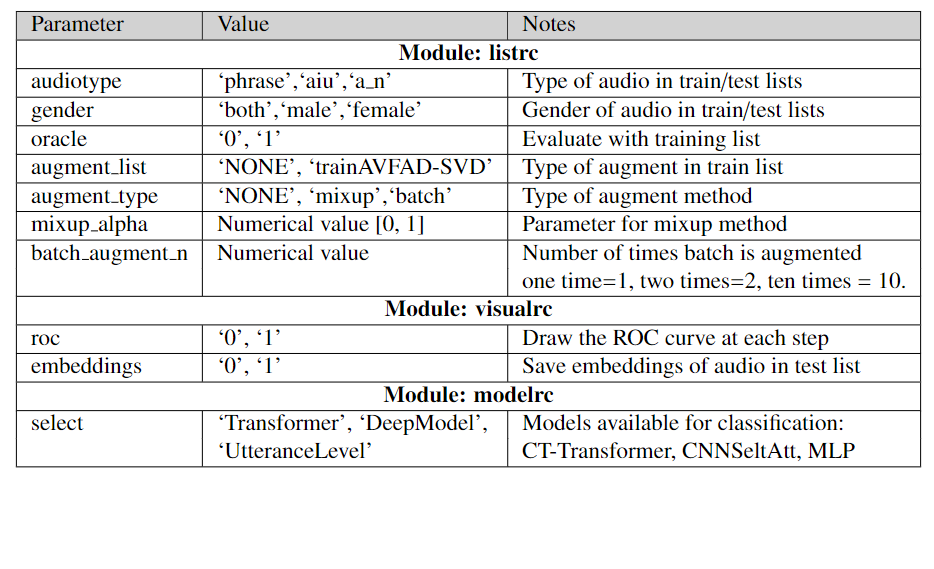 Parameter Value Notes
Module: listrc
audiotype ‘phrase’,‘aiu’,‘a_n’ Type of audio in train/test lists
gender ‘both’,‘male’,‘female’ Gender of audio in train/test lists
oracle ‘0’, ‘1’ Evaluate with training list
augment_list ‘NONE’, ‘trainAVFAD-SVD’ Type of augment in train list
augment_type ‘NONE’, ‘mixup’,‘batch’ Type of augment method
mixup_alpha Numerical value [0, 1] Parameter for mixup method
batch_augment_n Numerical value Number of times batch is augmented
one time=1, two times=2, ten times = 10.
Module: visualrc
roc ‘0’, ‘1’ Draw the ROC curve at each step
embeddings ‘0’, ‘1’ Save embeddings of audio in test list
Module: modelrc
select ‘Transformer’, ‘DeepModel’, Models available for classification:
‘UtteranceLevel’ CT-Transformer, CNNSeltAtt, MLP